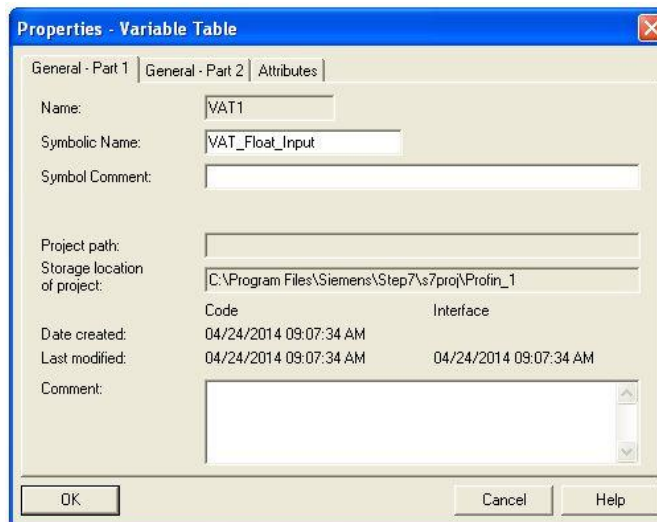 Properties - Variable Table
General - Part 1 General - Part 2 Attributes
Name: VAT1
Symbolic Name: VAT_Float_Input
Symbol Comment:
Project path:
Storage location
of project: C:\Program Files\Siemens\Step7\s7proj\Profin_1
Code Interface
Date created: 04/24/2014 09:07:34 AM
Last modified: 04/24/2014 09:07:34 AM 04/24/2014 09:07:34 AM
Comment:
OK Cancel Help